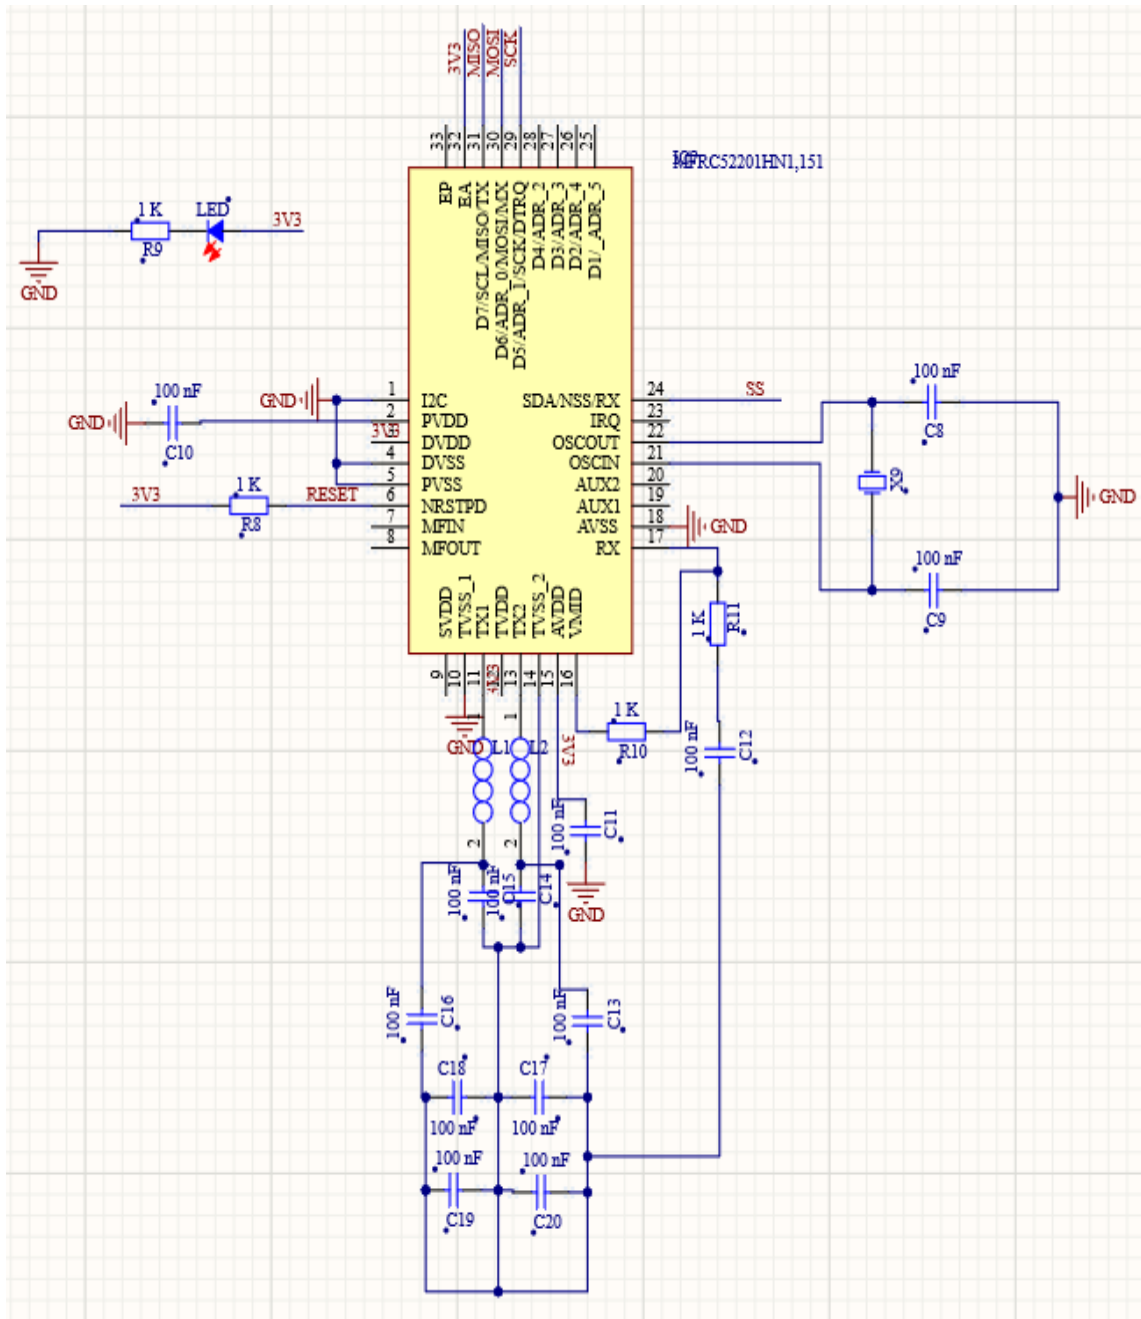 3V3
MISO
MOSI
SCK
33
32
31
30
29
28
27
26
25
MFRC52201HN1,151
EP
EA
D7/SCL/MISO/TX
D6/ADR_0/MOSI/MX
D5/ADR_1/SCK/DTRQ
D4/ADR_2
D3/ADR_3
D2/ADR_4
D1/_ADR_5
1 K
LED
3V3
R9
GND
100 nF
C10
GND
GND
1
2
3V3
4
5
6
7
8
I2C
PVDD
DVDD
DVSS
PVSS
NRSTPD
MFIN
MFOUT
3V3
1 K
RESET
R8
SDA/NSS/RX
IRQ
OSCOUT
OSCIN
AUX2
AUX1
AVSS
RX
24
23
22
21
20
19
18
17
SS
GND
100 nF
C8
X9
GND
100 nF
C9
SVDD
TVSS_1
TX1
TVDD
TX2
TVSS_2
AVDD
VMID
9
10
11
13
14
15
16
1 K
R11
1 K
R10
100 nF
C12
GND
1
L1
2
1
L2
3V3
100 nF
C11
GND
100 nF
100 nF
C15
C14
100 nF
C16
100 nF
C13
C18
100 nF
C17
100 nF
100 nF
C19
100 nF
C20